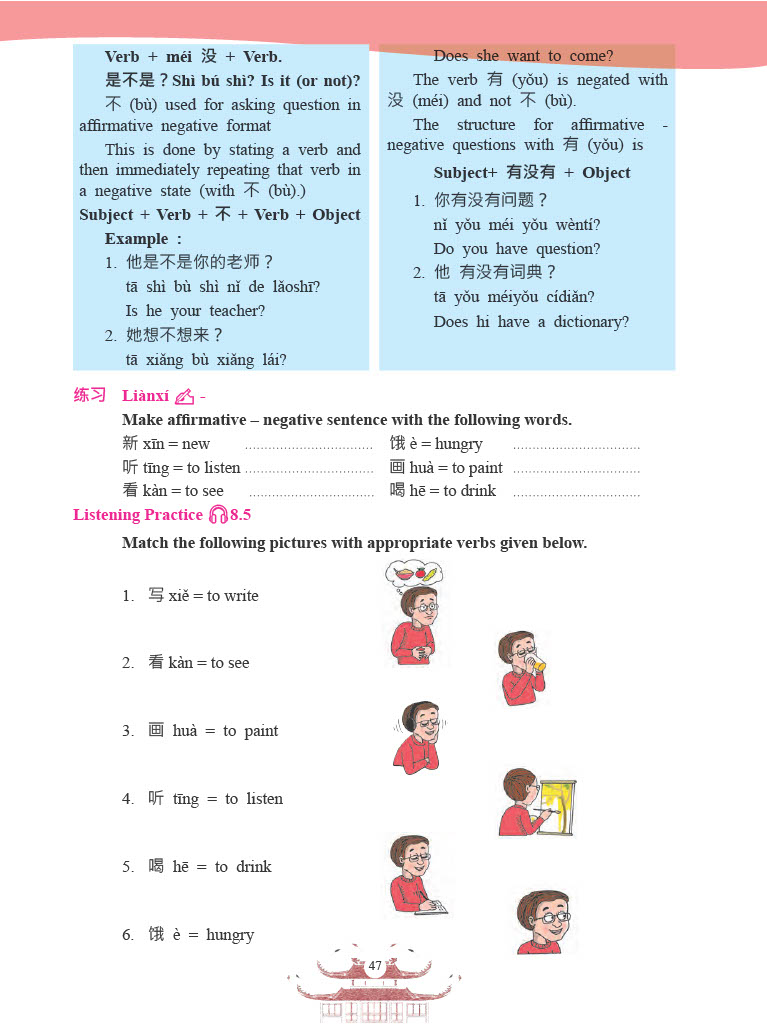 Verb + méi 没 + Verb.
是不是？Shì bú shì? Is it (or not)?
不 (bù) used for asking question in
affirmative negative format
This is done by stating a verb and
then immediately repeating that verb in
a negative state (with 不 (bù).)
Subject + Verb + 不 + Verb + Object
Example :
1. 他是不是你的老师？
tā shì bù shì nǐ de lǎoshī?
Is he your teacher?
2. 她想不想来？
tā xiǎng bù xiǎng lái?
Does she want to come?
The verb 有 (yǒu) is negated with
没 (méi) and not 不 (bù).
The structure for affirmative -
negative questions with 有 (yǒu) is
Subject+ 有没有 + Object
1. 你有没有问题？
nǐ yǒu méi yǒu wèntí?
Do you have question?
2. 他 有没有词典？
tā yǒu méiyǒu cídiǎn?
Does hi have a dictionary?
练习 Liànxí -
Make affirmative – negative sentence with the following words.
新 xīn = new ................................. 饿 è = hungry .................................
听 tīng = to listen ................................. 画 huà = to paint .................................
看 kàn = to see ................................. 喝 hē = to drink .................................
Listening Practice 8.5
Match the following pictures with appropriate verbs given below.
1. 写 xiě = to write
2. 看 kàn = to see
3. 画 huà = to paint
4. 听 tīng = to listen
5. 喝 hē = to drink
6. 饿 è = hungry
47